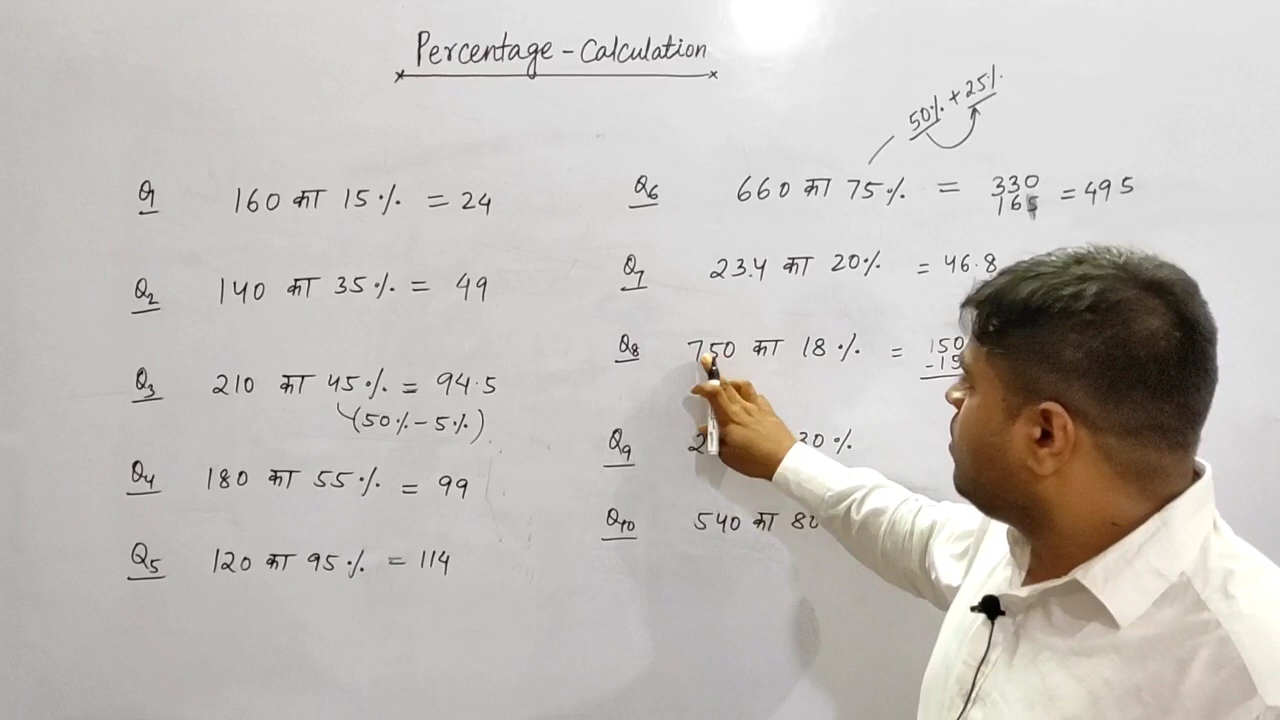 Percentage - Calculation
50% + 25%
Q 160 का 15% = 24
Q2 140 का 35% = 49
Q3 210 का 45% = 94.5
(50% - 5%)
Q4 180 का 55% = 99
Q5 120 का 95% = 114
Q6 660 का 75% = 330
165 = 495
Q7 23.4 का 20% = 46.8
Q8 750 का 18% = 150
-15
Q9 30%
Q10 540 का